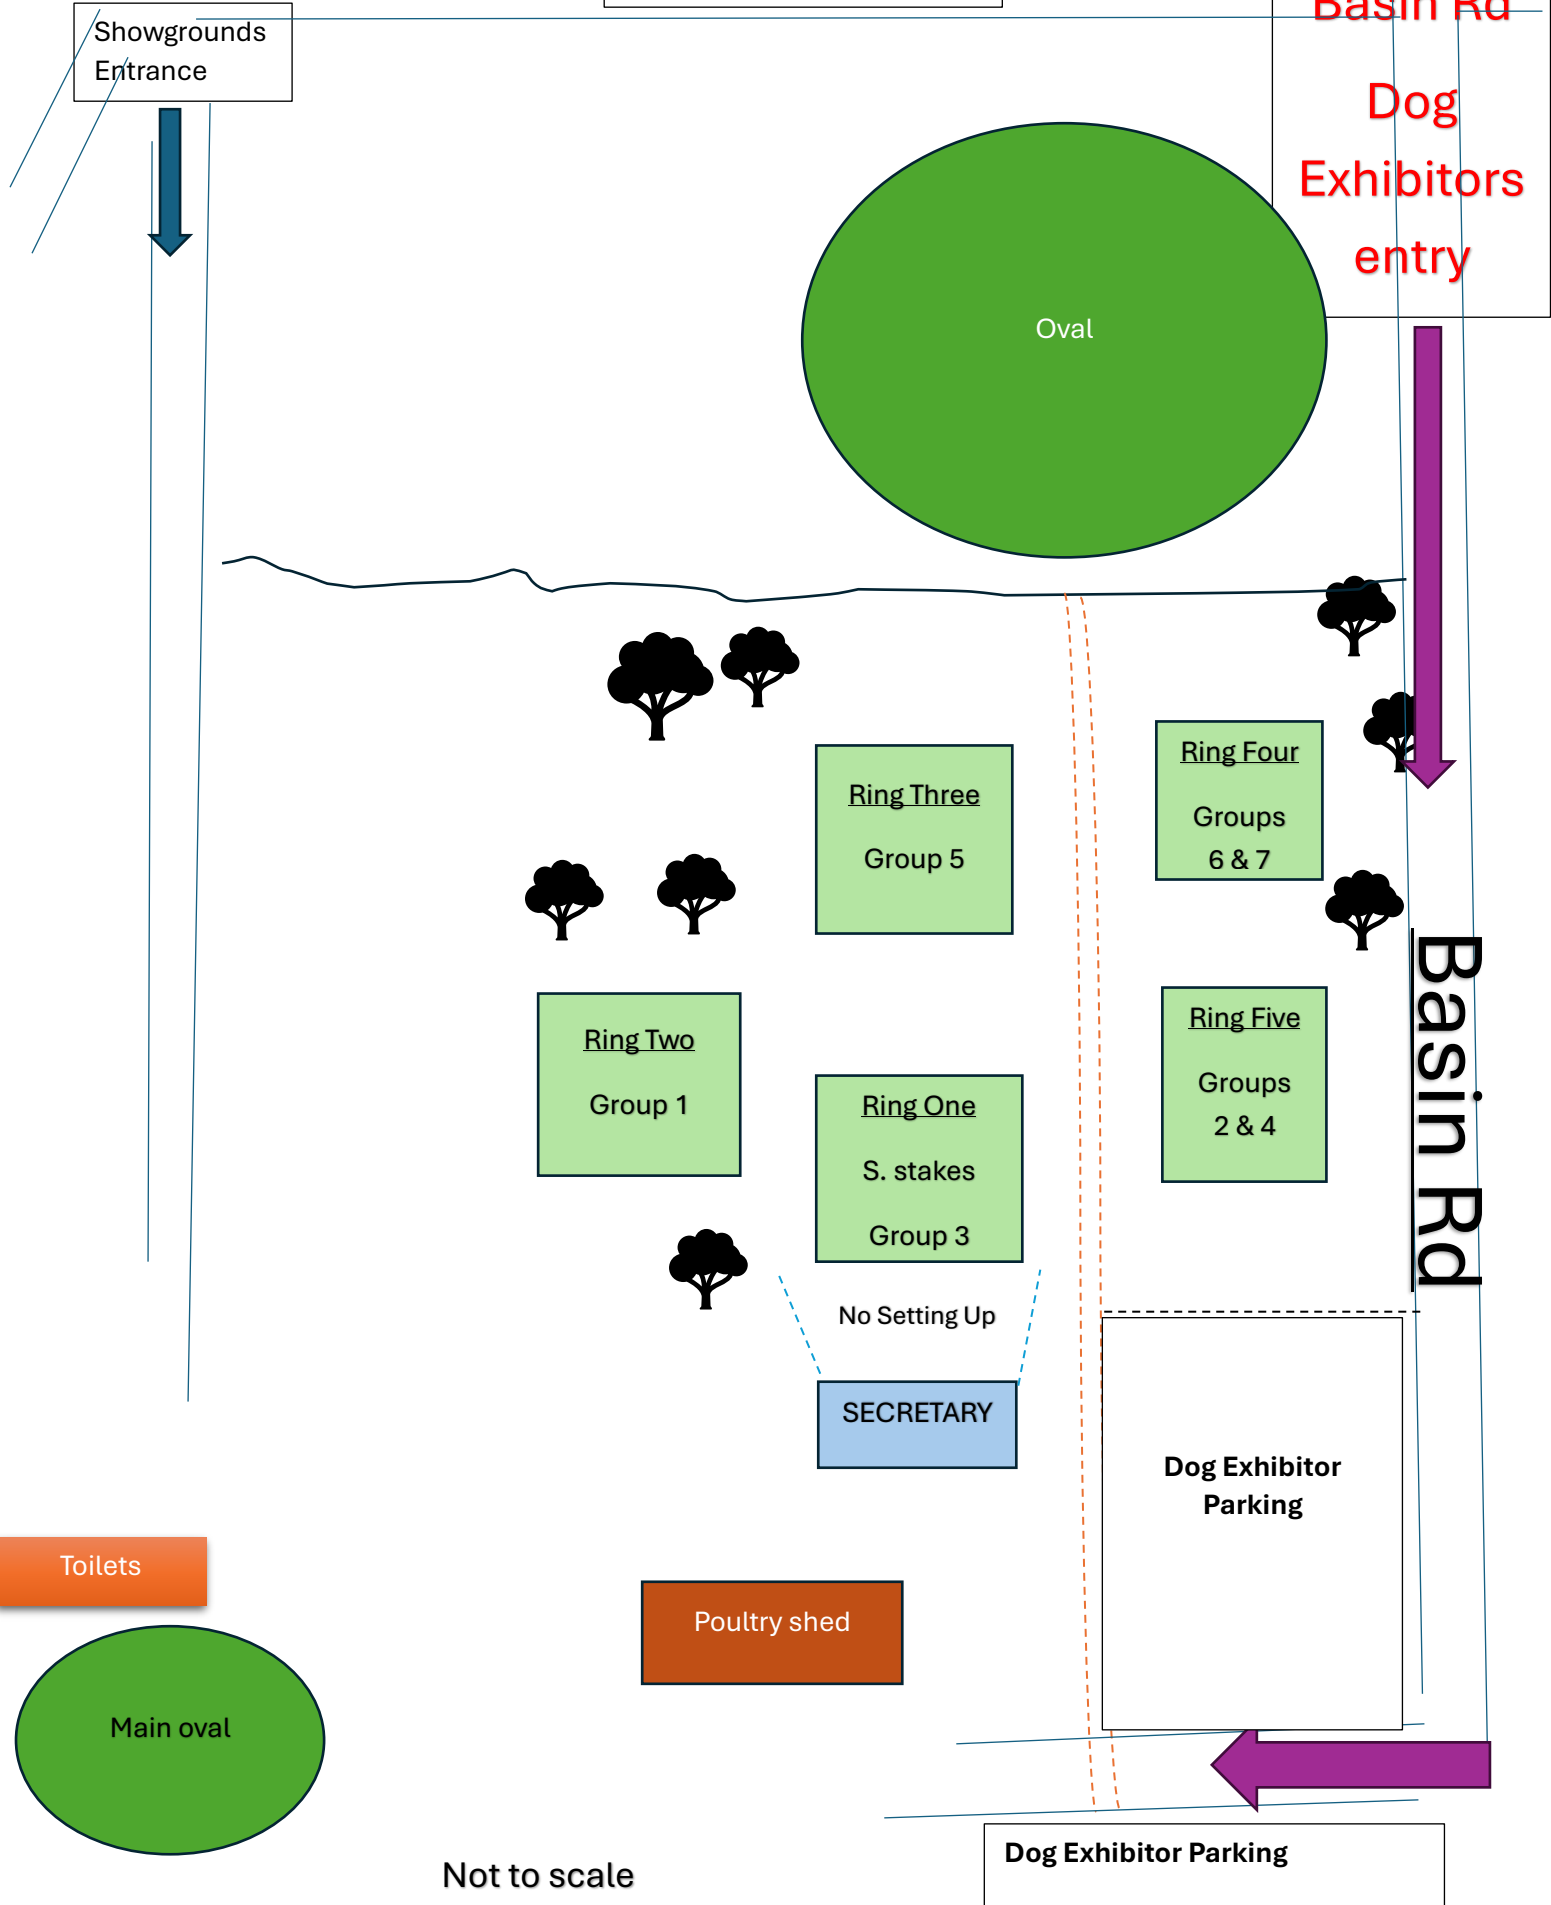 Showgrounds
Entrance
Basin Rd
Dog
Exhibitors
entry
Oval
Ring Four
Groups
6 & 7
Ring Three
Group 5
Basin Rd
Ring Five
Groups
2 & 4
Ring Two
Group 1
Ring One
S. stakes
Group 3
No Setting Up
SECRETARY
Dog Exhibitor
Parking
Toilets
Poultry shed
Main oval
Dog Exhibitor Parking
Not to scale